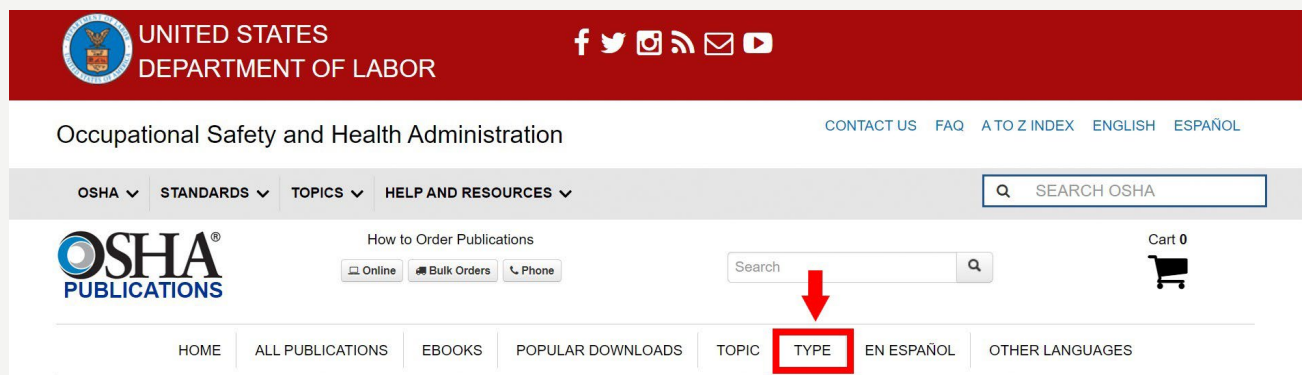 UNITED STATES
DEPARTMENT OF LABOR
Occupational Safety and Health Administration
CONTACT US FAQ A TO Z INDEX ENGLISH ESPAÑOL
OSHA STANDARDS TOPICS HELP AND RESOURCES
SEARCH OSHA
OSHA®
PUBLICATIONS
How to Order Publications
Online Bulk Orders Phone
Search
Cart 0
HOME ALL PUBLICATIONS EBOOKS POPULAR DOWNLOADS TOPIC TYPE EN ESPAÑOL OTHER LANGUAGES